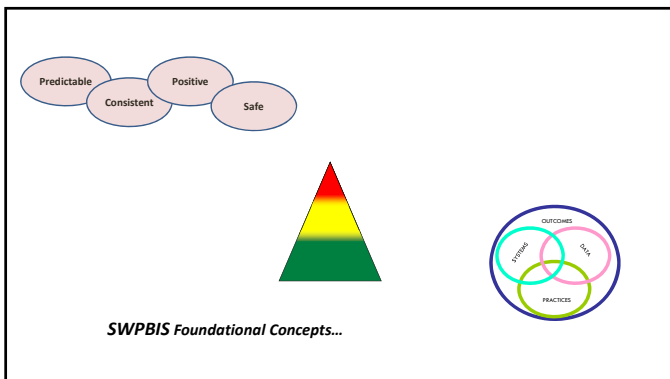 Predictable
Consistent
Positive
Safe
OUTCOMES
SYSTEMS
DATA
PRACTICES
SWPBIS Foundational Concepts...